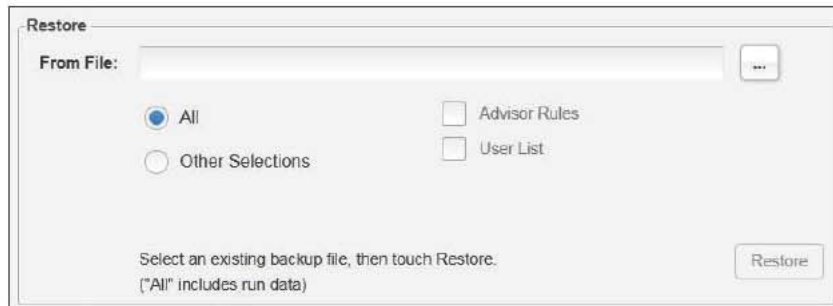 Restore
From File:
...
All
Advisor Rules
Other Selections
User List
Select an existing backup file, then touch Restore.
("All" includes run data)
Restore